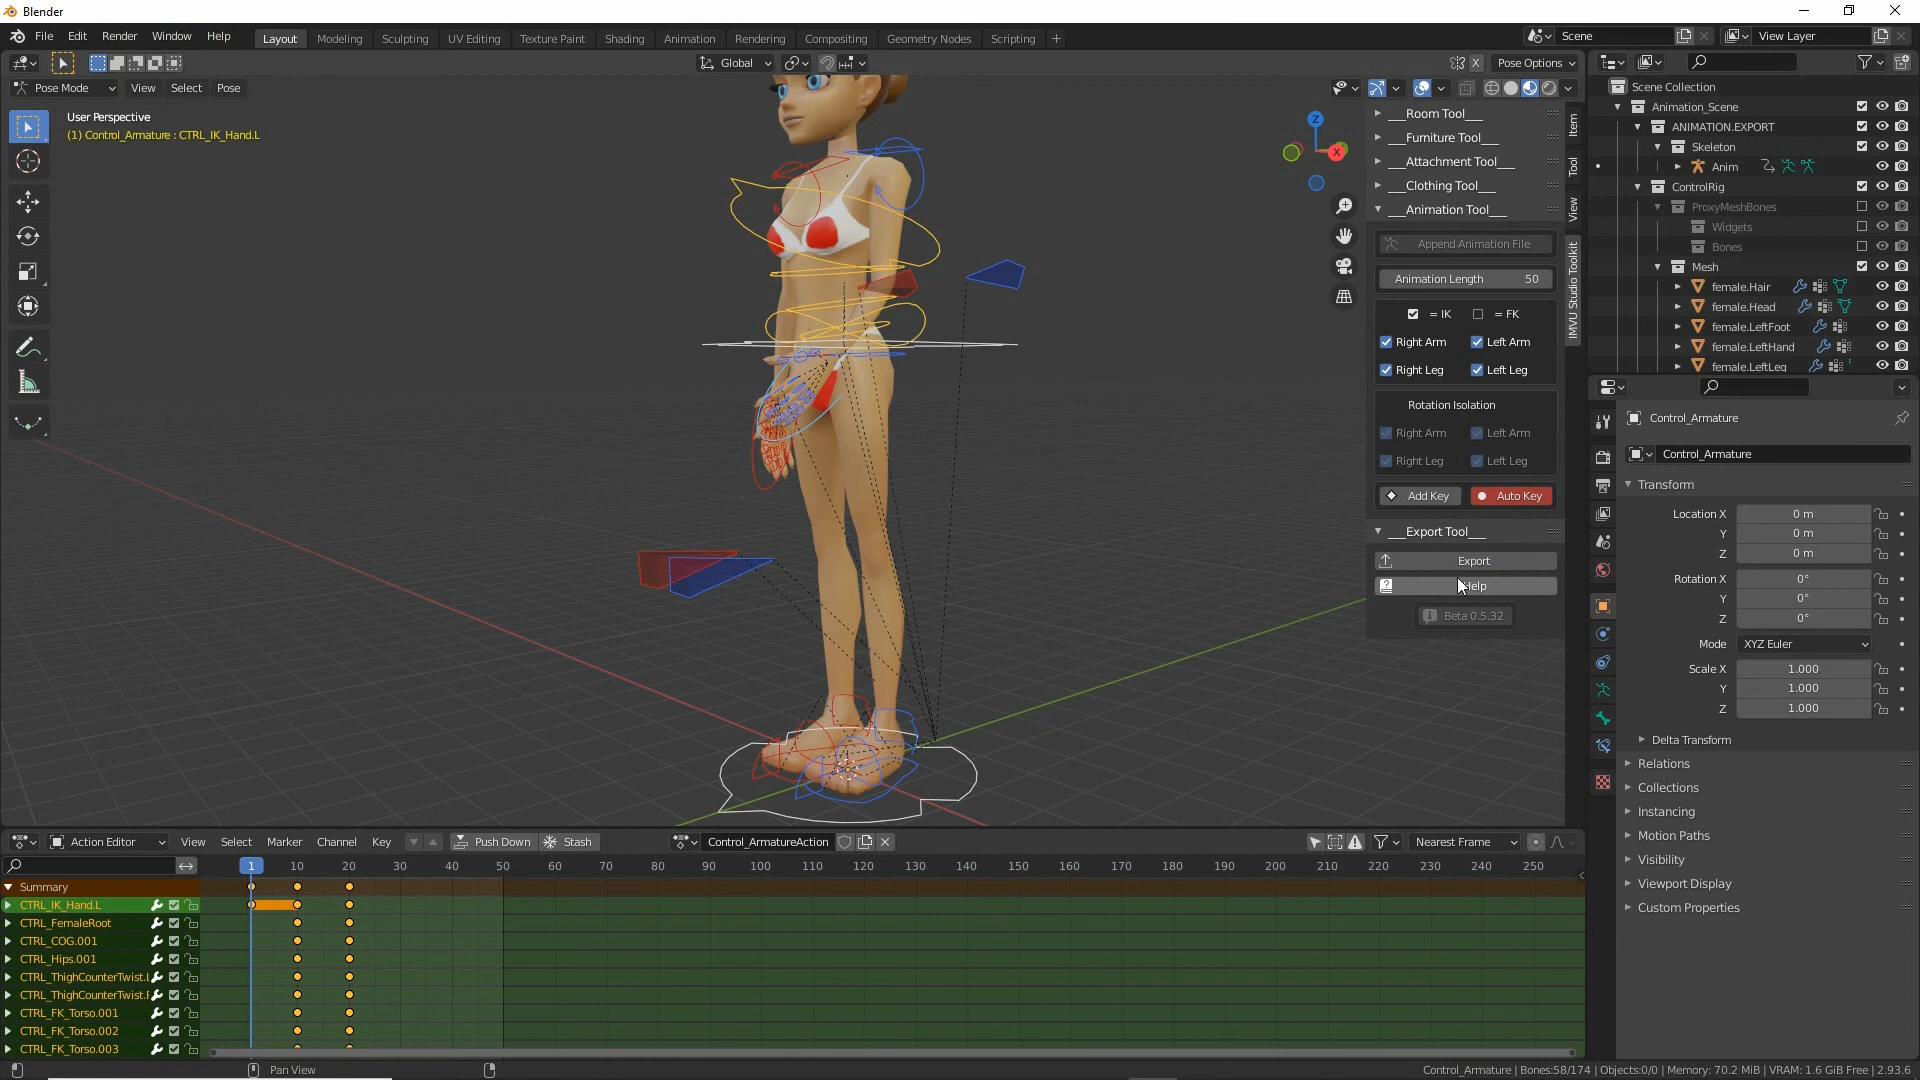 Blender
File Edit Render Window Help
Layout Modeling Sculpting UV Editing Texture Paint Shading Animation Rendering Compositing Geometry Nodes Scripting +
Scene View Layer
Global X Pose Options
Pose Mode View Select Pose
User Perspective
(1) Control_Armature : CTRL_IK_Hand.L
Z
X
___Room Tool___
___Furniture Tool___
___Attachment Tool___
___Clothing Tool___
___Animation Tool___
Append Animation File
Animation Length 50
= IK = FK
Right Arm Left Arm
Right Leg Left Leg
Rotation Isolation
Right Arm Left Arm
Right Leg Left Leg
Add Key Auto Key
___Export Tool___
Export
Beta 0.5.32
Item
Tool
View
IMVU Studio Toolkit
Scene Collection
Animation_Scene
ANIMATION.EXPORT
Skeleton
Anim
ControlRig
ProxyMeshBones
Widgets
Bones
Mesh
female.Hair
female.Head
female.LeftFoot
female.LeftHand
female.LeftLeg
Control_Armature
Control_Armature
Transform
Location X 0 m
Y 0 m
Z 0 m
Rotation X 0°
Y 0°
Z 0°
Mode XYZ Euler
Scale X 1.000
Y 1.000
Z 1.000
Delta Transform
Relations
Collections
Instancing
Motion Paths
Visibility
Viewport Display
Custom Properties
Action Editor View Select Marker Channel Key Push Down Stash Control_ArmatureAction Nearest Frame
1 10 20 30 40 50 60 70 80 90 100 110 120 130 140 150 160 170 180 190 200 210 220 230 240 250
Summary
CTRL_IK_Hand.L
CTRL_FemaleRoot
CTRL_COG.001
CTRL_Hips.001
CTRL_ThighCounterTwist.
CTRL_ThighCounterTwist.
CTRL_FK_Torso.001
CTRL_FK_Torso.002
CTRL_FK_Torso.003
Pan View
Control_Armature | Bones:58/174 | Objects:0/0 | Memory: 70.2 MiB | VRAM: 1.6 GiB Free | 2.93.6